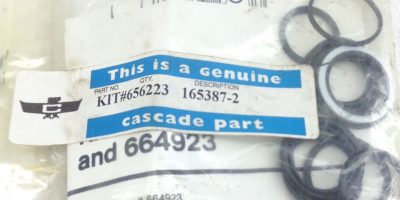 This is a genuine
PART NO. QTY. DESCRIPTION
KIT#656223 165387-2
cascade part
and 664923